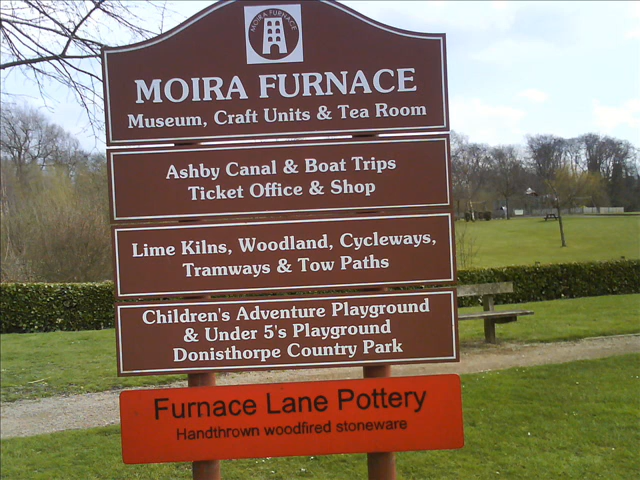 MOIRA FURNACE
MOIRA FURNACE
Museum, Craft Units & Tea Room
Ashby Canal & Boat Trips
Ticket Office & Shop
Lime Kilns, Woodland, Cycleways,
Tramways & Tow Paths
Children's Adventure Playground
& Under 5's Playground
Donisthorpe Country Park
Furnace Lane Pottery
Handthrown woodfired stoneware